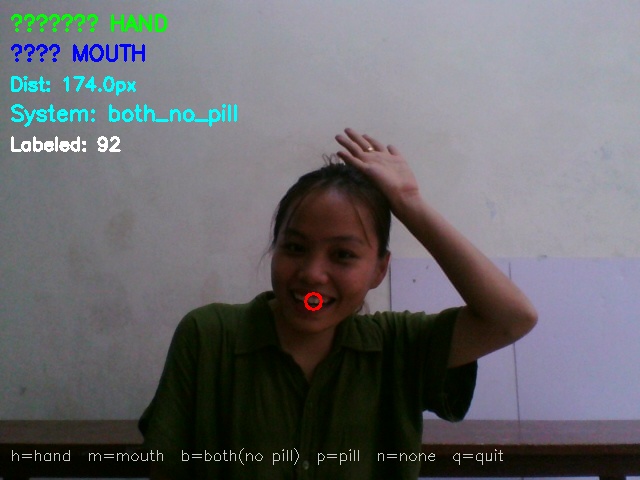 ??????? HAND
???? MOUTH
Dist: 174.0px
System: both_no_pill
Labeled: 92
h=hand m=mouth b=both(no pill) p=pill n=none q=quit